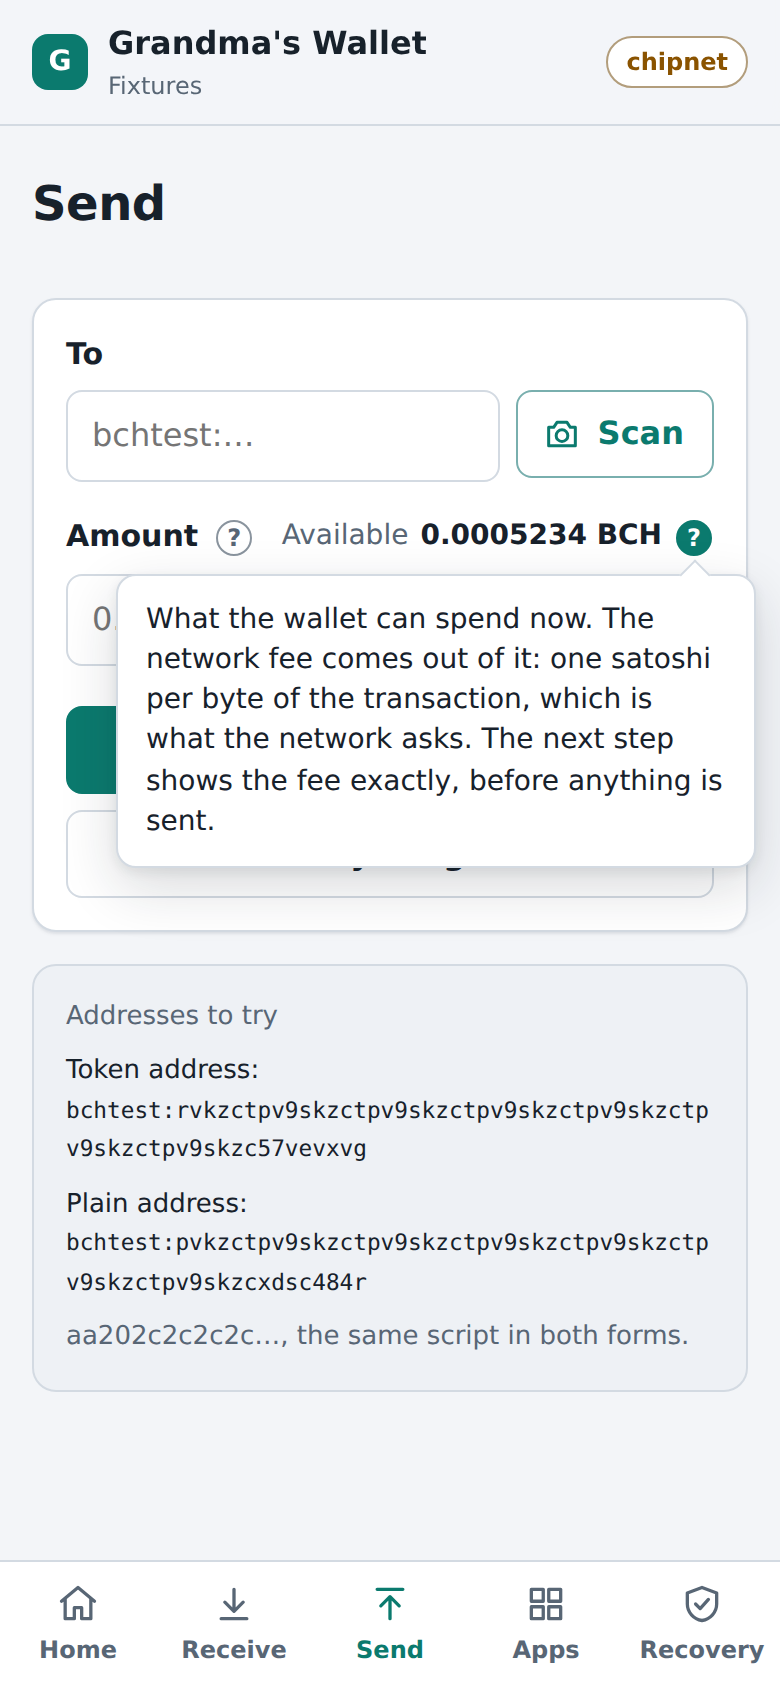 G
Grandma's Wallet
Fixtures
chipnet
Send
To
bchtest:...
Scan
Amount ? Available 0.0005234 BCH ?
0.
What the wallet can spend now. The
network fee comes out of it: one satoshi
per byte of the transaction, which is
what the network asks. The next step
shows the fee exactly, before anything is
sent.
Addresses to try
Token address:
bchtest:rvkzctpv9skzctpv9skzctpv9skzctpv9skzctp
v9skzctpv9skzc57vevxvg
Plain address:
bchtest:pvkzctpv9skzctpv9skzctpv9skzctpv9skzctp
v9skzctpv9skzcxdsc484r
aa202c2c2c2c..., the same script in both forms.
Home
Receive
Send
Apps
Recovery